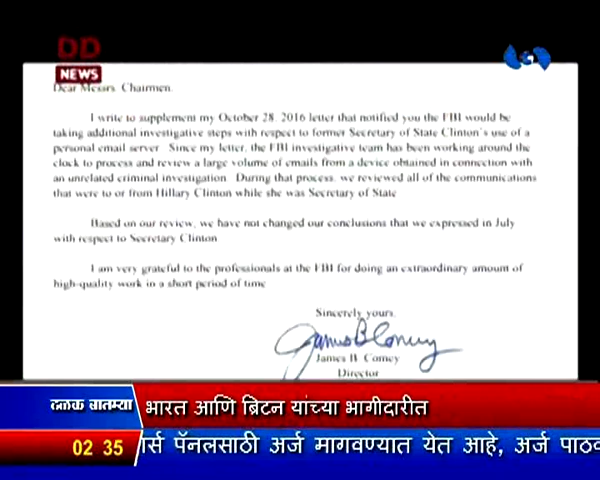 DD
NEWS
Dear Messrs Chairmen
I write to supplement my October 28, 2016 letter that notified you the FBI would be
taking additional investigative steps with respect to former Secretary of State Clinton's use of a
personal email server. Since my letter, the FBI investigative team has been working around the
clock to process and review a large volume of emails from a device obtained in connection with
an unrelated criminal investigation. During that process, we reviewed all of the communications
that were to or from Hillary Clinton while she was Secretary of State
Based on our review, we have not changed our conclusions that we expressed in July
with respect to Secretary Clinton
I am very grateful to the professionals at the FBI for doing an extraordinary amount of
high-quality work in a short period of time
Sincerely yours,
James B Comey
James B. Comey
Director
ठळक बातम्या भारत आणि ब्रिटन यांच्या भागीदारीत
02 35 र्स पॅनलसाठी अर्ज मागवण्यात येत आहे, अर्ज पाठव